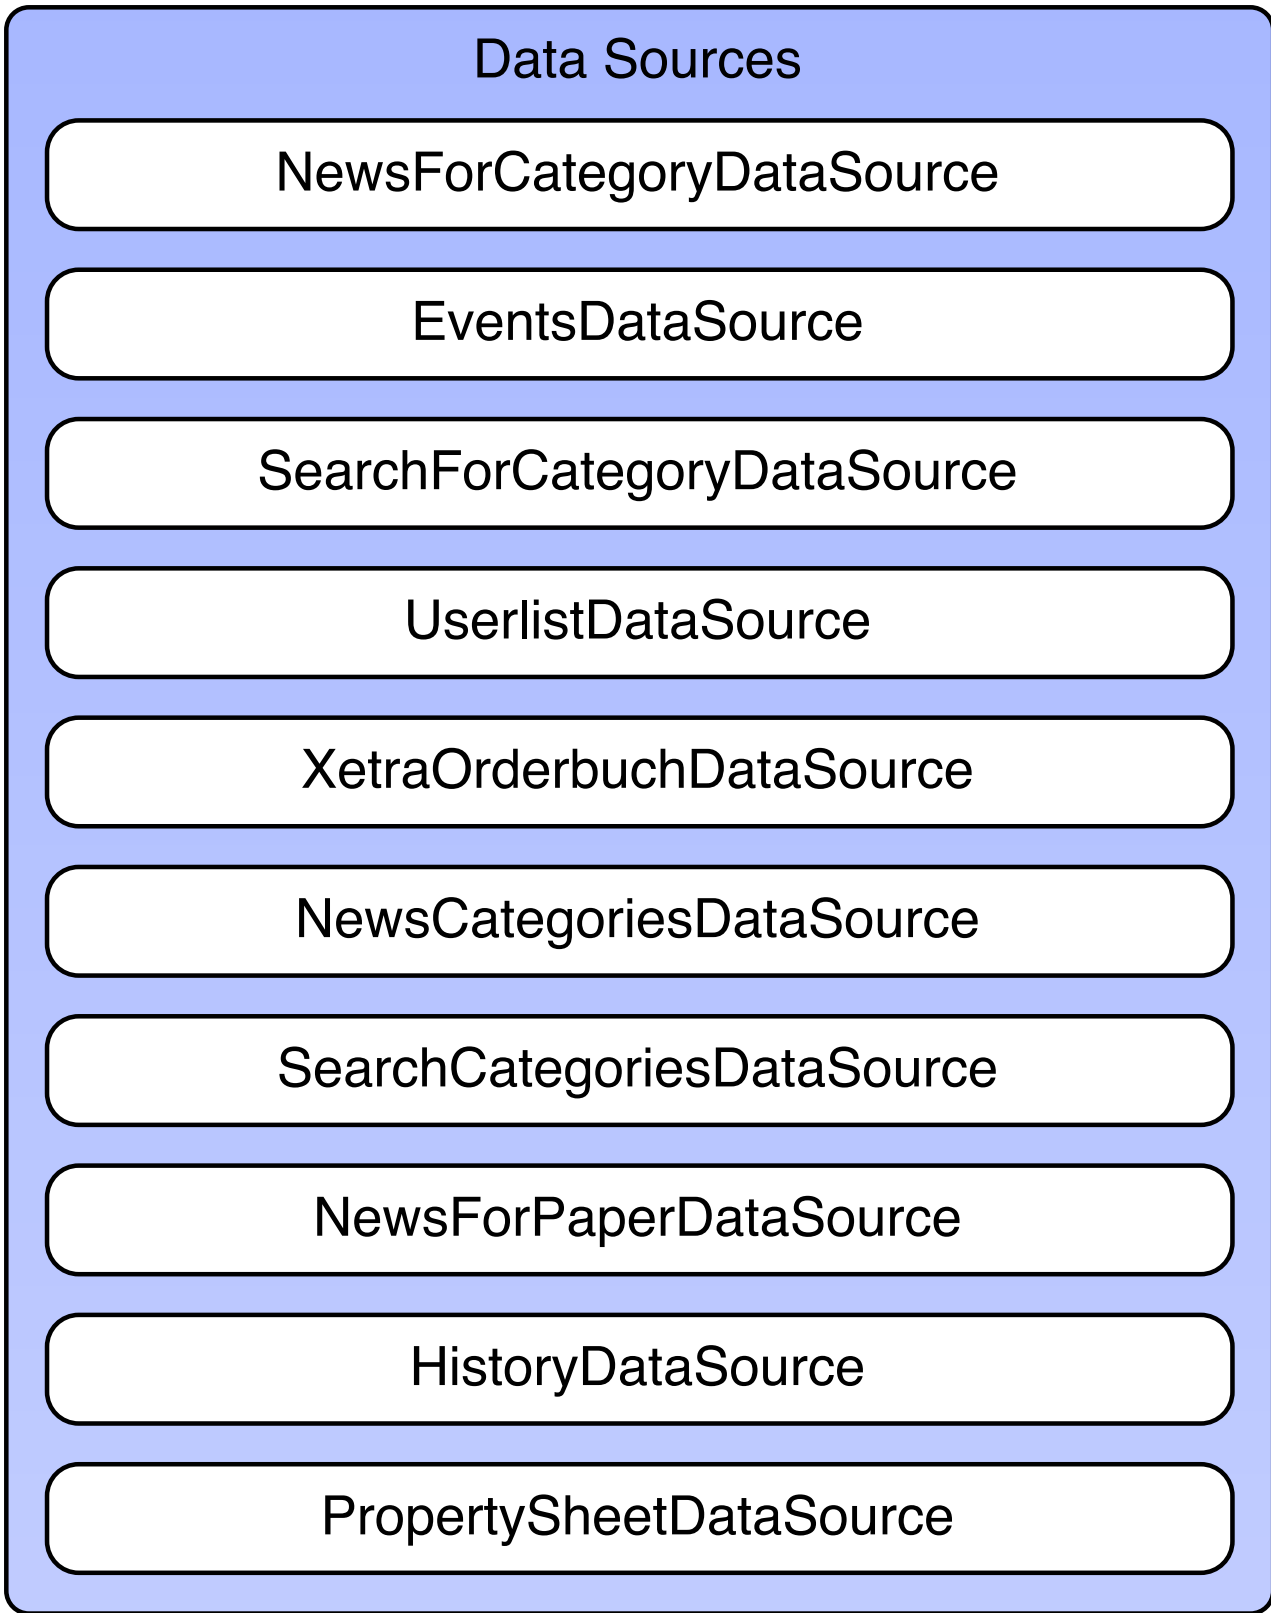 Data Sources
NewsForCategoryDataSource
EventsDataSource
SearchForCategoryDataSource
UserlistDataSource
XetraOrderbuchDataSource
NewsCategoriesDataSource
SearchCategoriesDataSource
NewsForPaperDataSource
HistoryDataSource
PropertySheetDataSource